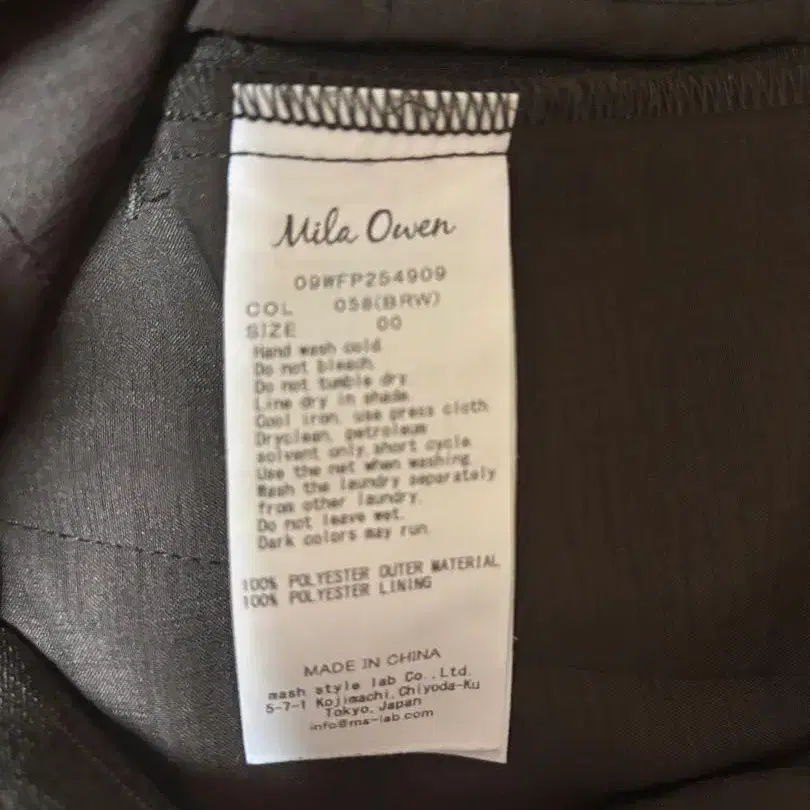 Mila Owen
09WFP254909
COL 058(BRW)
SIZE 00
Hand wash cold
Do not bleach
Do not tumble dry
Line dry in shade
Cool iron, use press cloth
Dryclean, petroleum
solvent only, short cycle
Use the net when washing
Wash the laundry separately
from other laundry.
Do not leave wet.
Dark colors may run
100% POLYESTER OUTER MATERIAL
100% POLYESTER LINING
MADE IN CHINA
mash style lab Co.,Ltd.
5-7-1 Kojimachi, Chiyoda-Ku
Tokyo, Japan
info@ms-lab.com